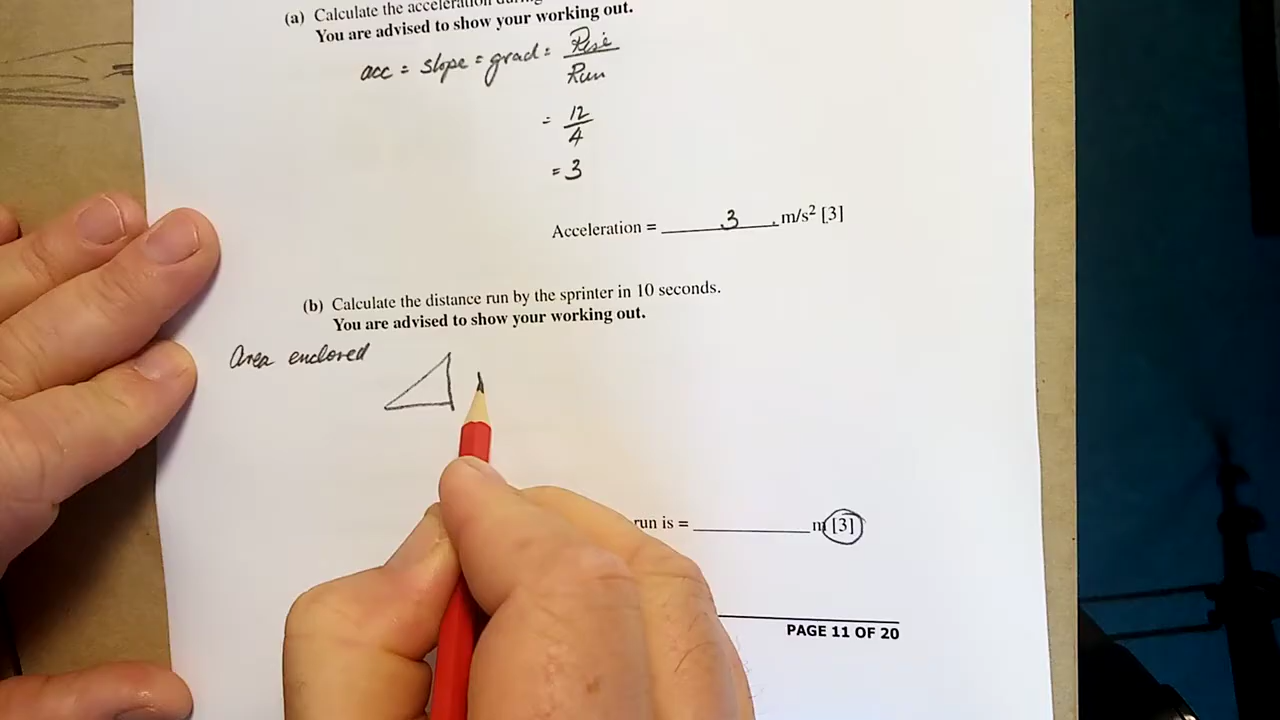 (a) Calculate the acceleration during
You are advised to show your working out.
acc = slope = grad = Rise
Run
= 12
4
= 3
Acceleration = 3 m/s² [3]
(b) Calculate the distance run by the sprinter in 10 seconds.
You are advised to show your working out.
Area enclosed
run is = m [3]
PAGE 11 OF 20